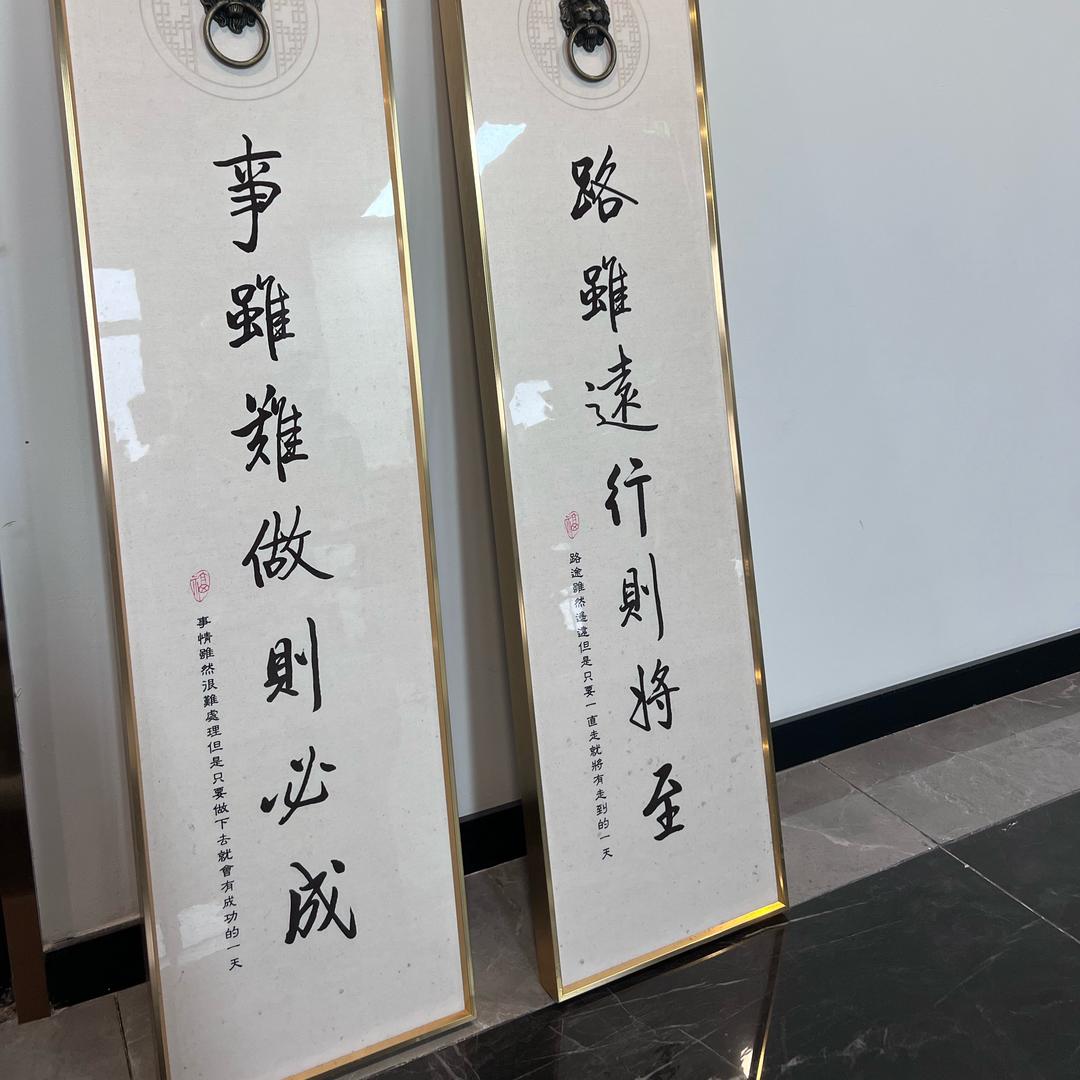 路雖遠行則將至
路途雖然遙遠但是只要一直走就將有走到的一天
福
事雖難做則必成
事情雖然很難處理但是只要做下去就會有成功的一天
福